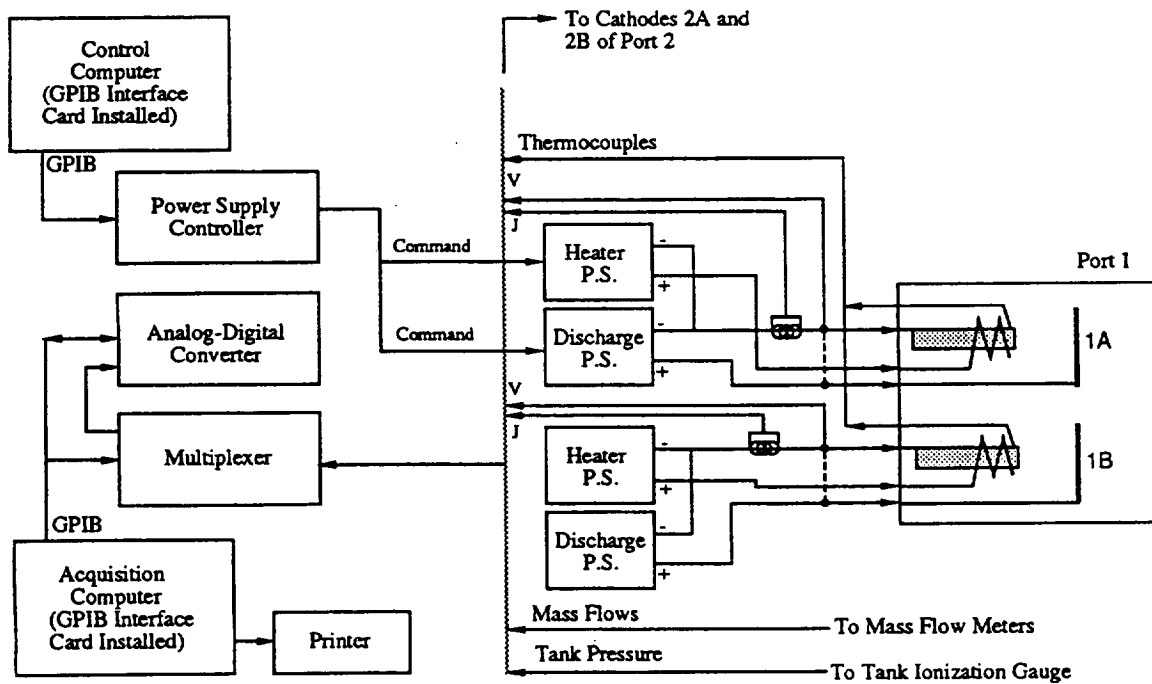 To Cathodes 2A and
2B of Port 2
Control
Computer
(GPIB Interface
Card Installed)
GPIB
Power Supply
Controller
Command
Command
Analog-Digital
Converter
Multiplexer
GPIB
Acquisition
Computer
(GPIB Interface
Card Installed)
Printer
Thermocouples
V
J
Heater
P.S.
-
+
Discharge
P.S.
-
+
Port 1
1A
V
J
Heater
P.S.
-
+
Discharge
P.S.
-
+
1B
Mass Flows
To Mass Flow Meters
Tank Pressure
To Tank Ionization Gauge